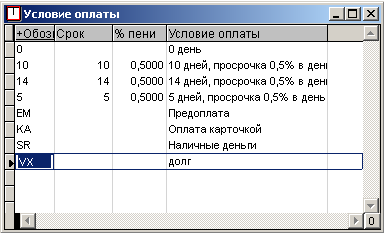 Условие оплаты
+Обозн Срок % пени Условие оплаты
0 0 день
10 10 0,5000 10 дней, просрочка 0,5% в ден
14 14 0,5000 14 дней, просрочка 0,5% в ден
5 5 0,5000 5 дней, просрочка 0,5% в день
EM Предоплата
KA Оплата карточкой
SR Наличные деньги
VX долг
0